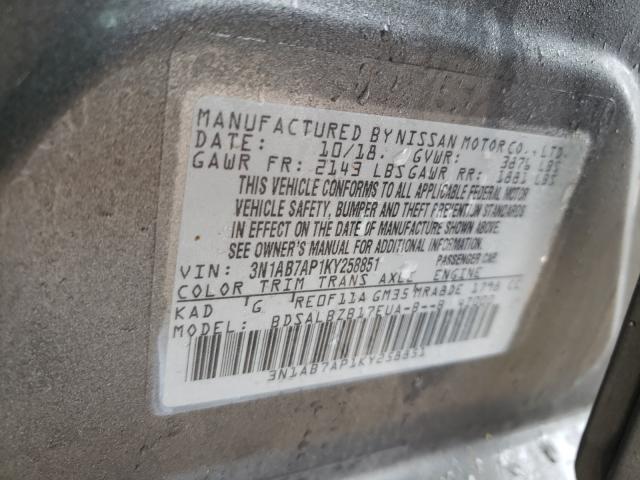 MANUFACTURED BY NISSAN MOTOR CO., LTD.
DATE: 10/18. GVWR: 3876 LBS
GAWR FR: 2143 LBS GAWR RR: 1881 LBS
THIS VEHICLE CONFORMS TO ALL APPLICABLE FEDERAL MOTOR
VEHICLE SAFETY, BUMPER AND THEFT PREVENTION STANDARDS
IN EFFECT ON THE DATE OF MANUFACTURE SHOWN ABOVE.
SEE OWNER'S MANUAL FOR ADDITIONAL INFORMATION.
VIN: 3N1AB7AP1KY258851 PASSENGER CAR
COLOR TRIM TRANS AXLE ENGINE
KAD G RE0F11A GM35 MRA8DE 1798 CC
MODEL: BDSALBZB17EUA-B--B
3N1AB7AP1KY258851